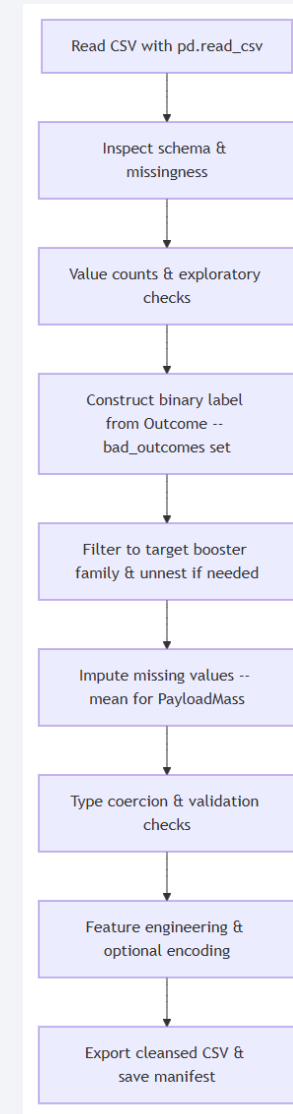 Read CSV with pd.read_csv
Inspect schema &
missingness
Value counts & exploratory
checks
Construct binary label
from Outcome --
bad_outcomes set
Filter to target booster
family & unnest if needed
Impute missing values --
mean for PayloadMass
Type coercion & validation
checks
Feature engineering &
optional encoding
Export cleansed CSV &
save manifest